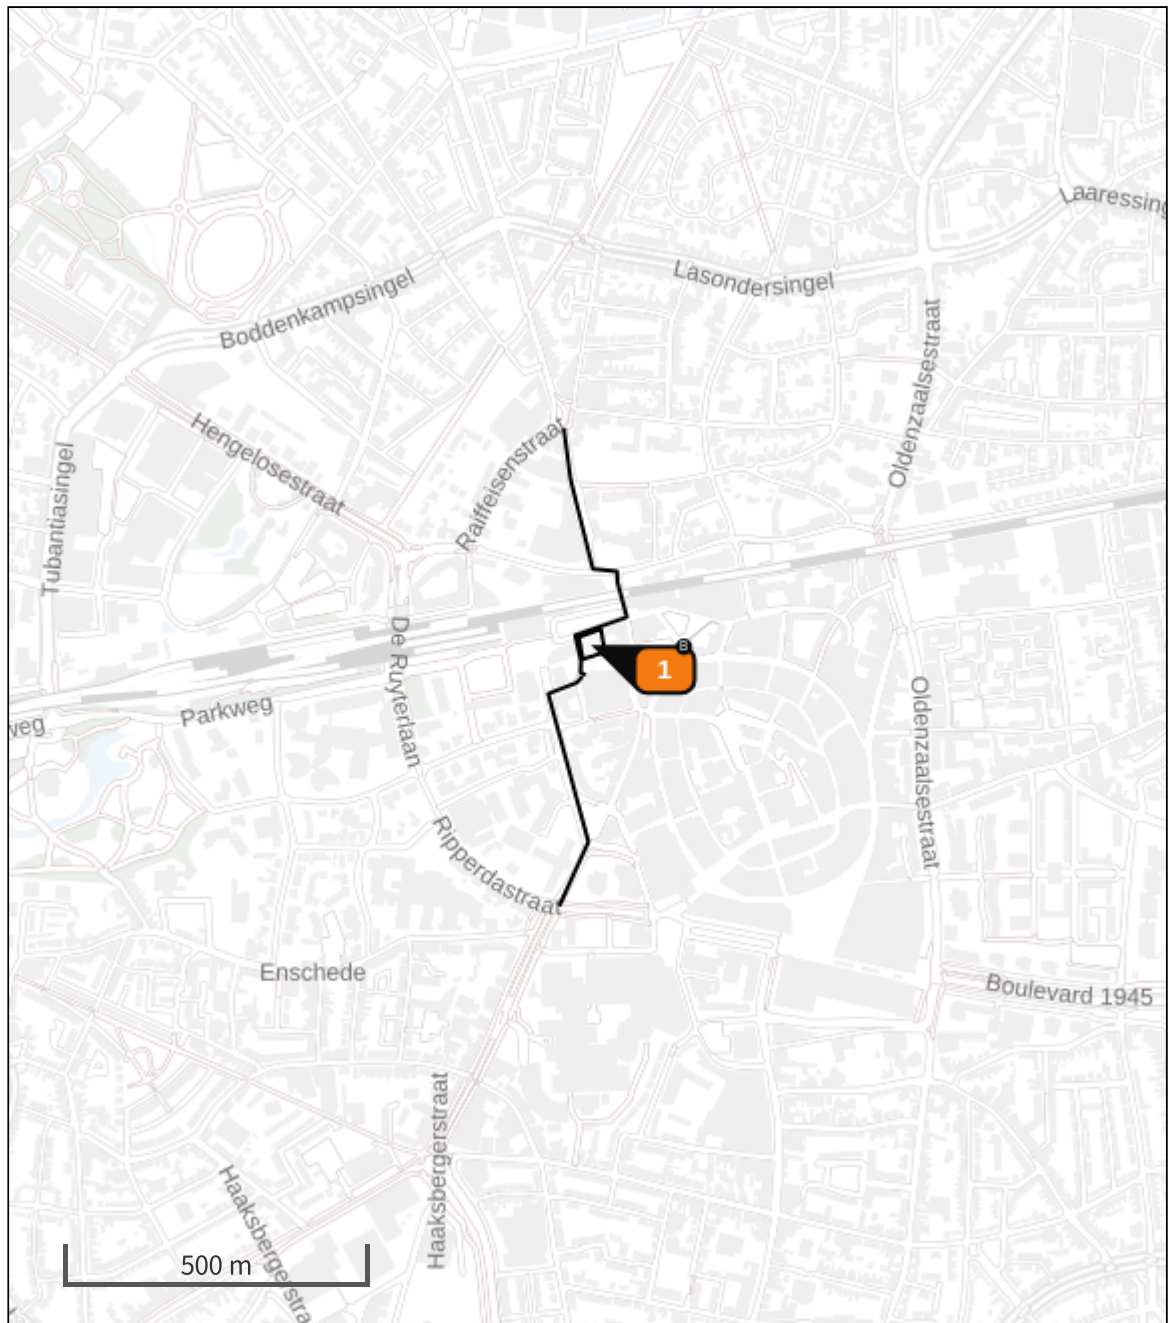 Laaressing
Lasondersingel
Boddenkampsingel
Oldenzaalsestraat
Hengelosestraat
Raiffeisenstraat
Tubantiasingel
De Ruyterlaan
B
1
Oldenzaalsestraat
Parkweg
weg
Ripperdastraat
Enschede
Boulevard 1945
Haaksbergerstraat
Haaksbergerstra
500 m